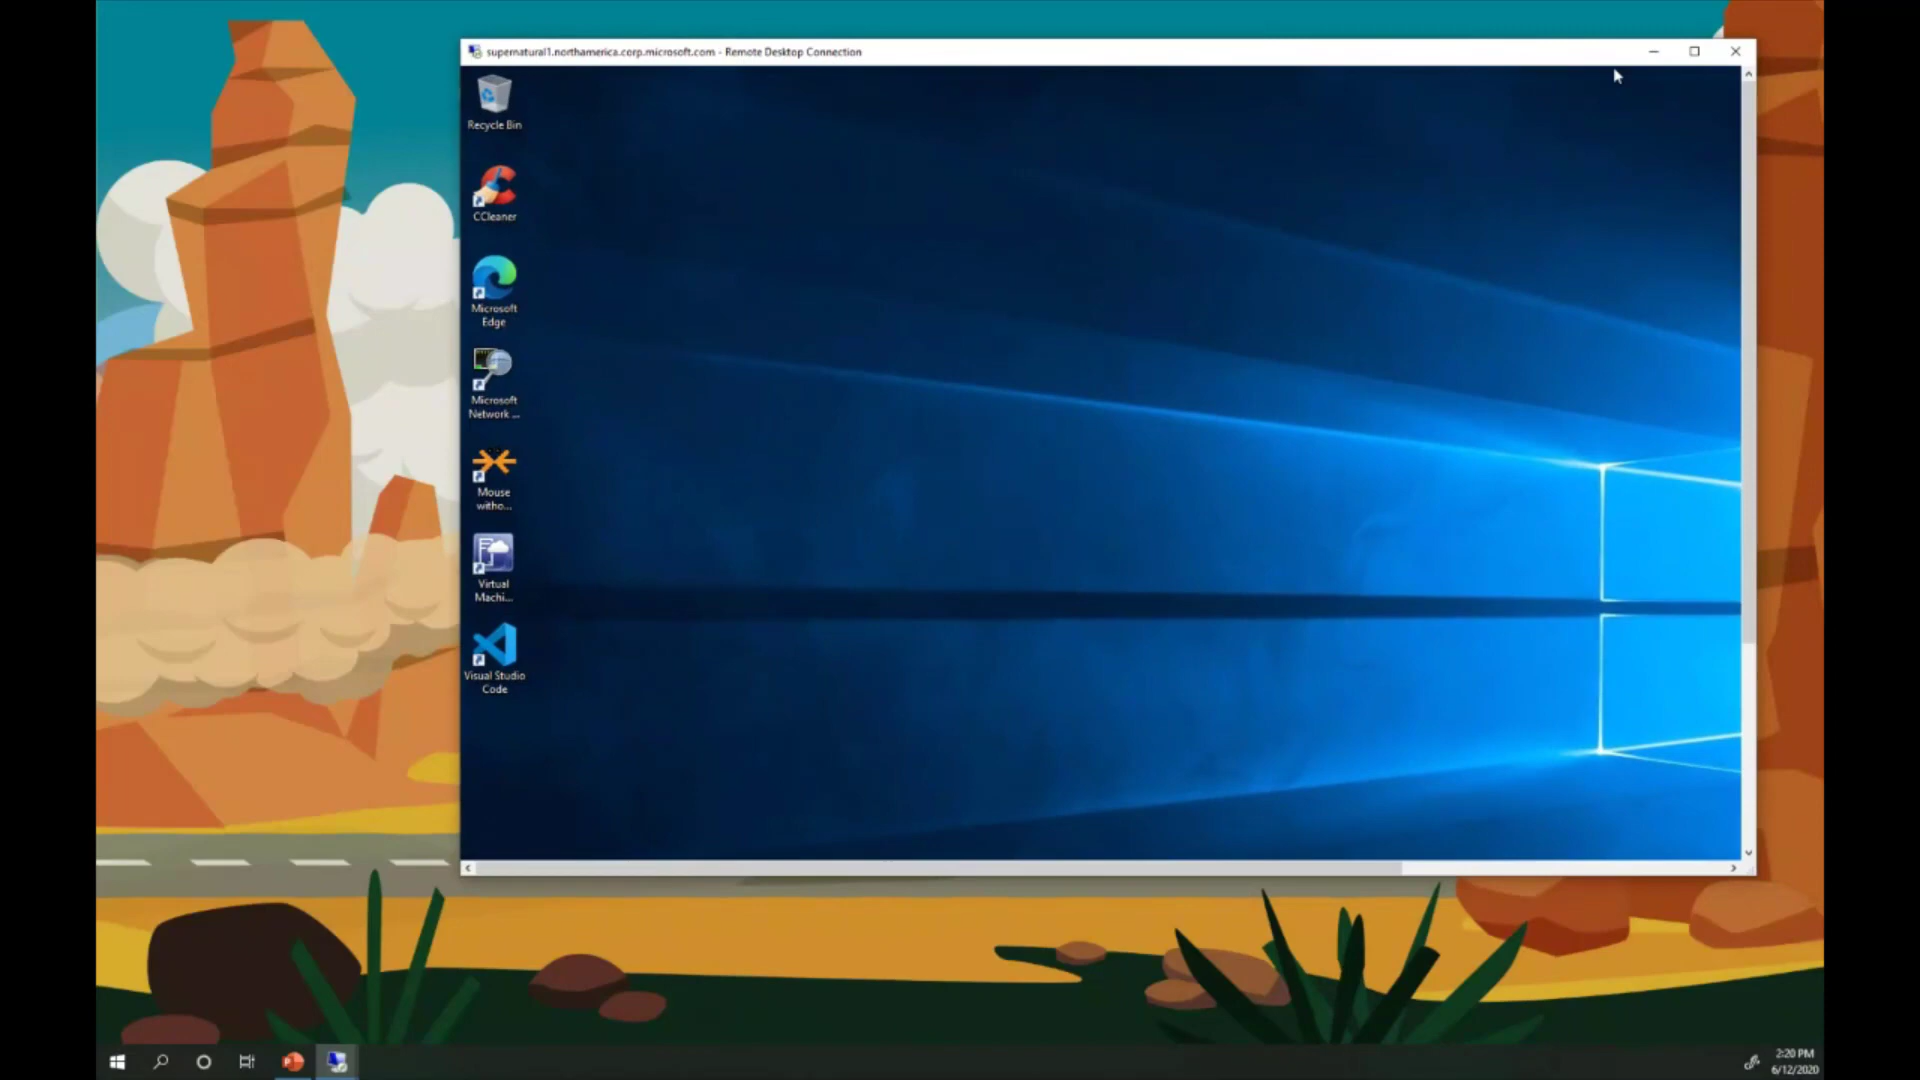 supernatural1.northamerica.corp.microsoft.com - Remote Desktop Connection
Recycle Bin
CCleaner
Microsoft
Edge
Microsoft
Network ...
Mouse
witho...
Virtual
Machi...
Visual Studio
Code
2:20 PM
6/12/2020